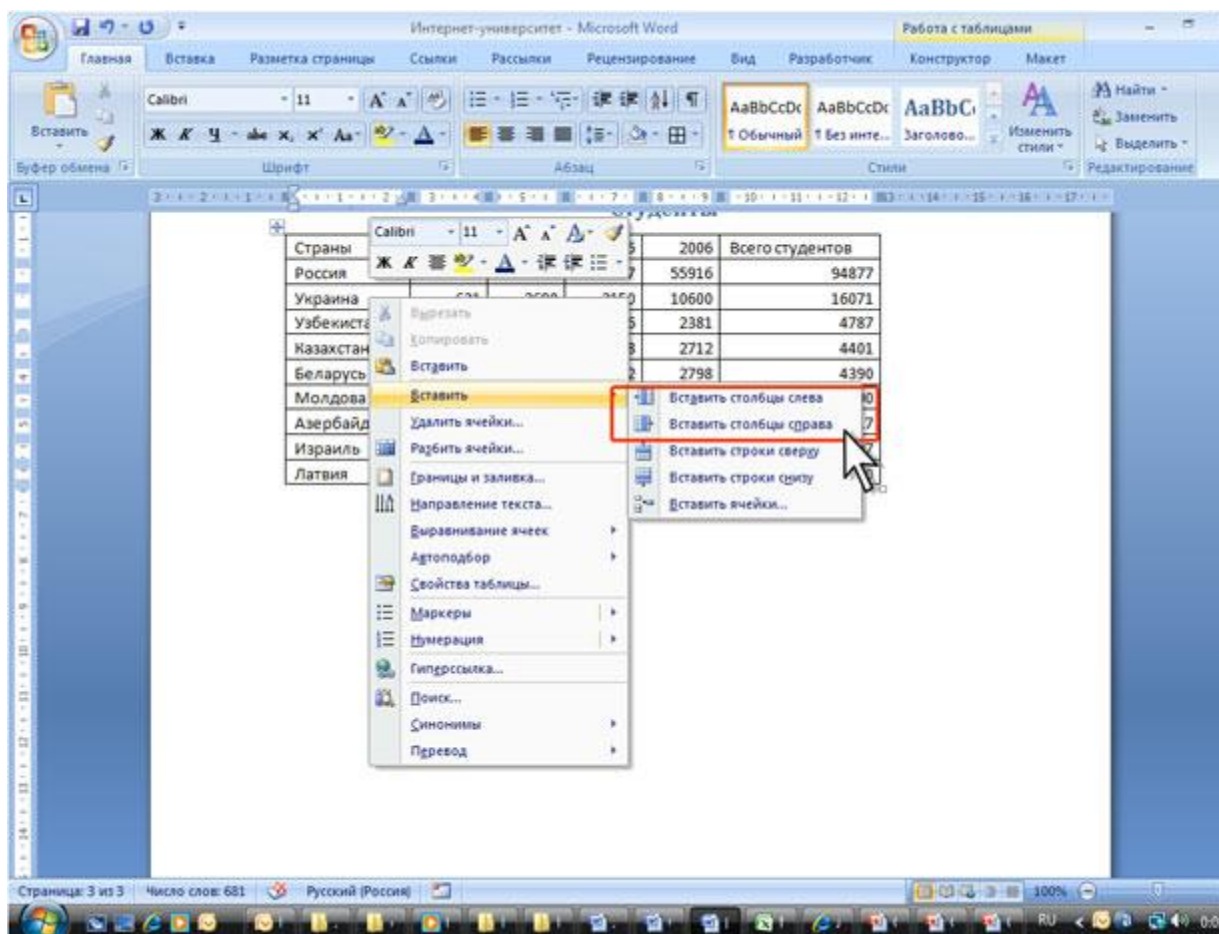 Интернет-университет - Microsoft Word
Работа с таблицами
Главная Вставка Разметка страницы Ссылки Рассылки Рецензирование Вид Разработчик Конструктор Макет
Вставить
Calibri 11
Ж К Ч abc x, x' Aa
AaBbCcDc AaBbCcDc AaBbC
¶ Обычный ¶ Без инте... Заголово...
Изменить стили
Найти
Заменить
Выделить
Буфер обмена Шрифт Абзац Стили Редактирование
Страны 2006 Всего студентов
Россия 55916 94877
Украина 10600 16071
Узбекиста 2381 4787
Казахстан 2712 4401
Беларусь 2798 4390
Молдова
Азербайд
Израиль
Латвия
Calibri 11
Ж К
Вырезать
Копировать
Вставить
Вставить
Удалить ячейки...
Разбить ячейки...
Границы и заливка...
Направление текста...
Выравнивание ячеек
Автоподбор
Свойства таблицы...
Маркеры
Нумерация
Гиперссылка...
Поиск...
Синонимы
Перевод
Вставить столбцы слева
Вставить столбцы справа
Вставить строки сверху
Вставить строки снизу
Вставить ячейки...
Страница: 3 из 3 Число слов: 681 Русский (Россия) 100%
RU